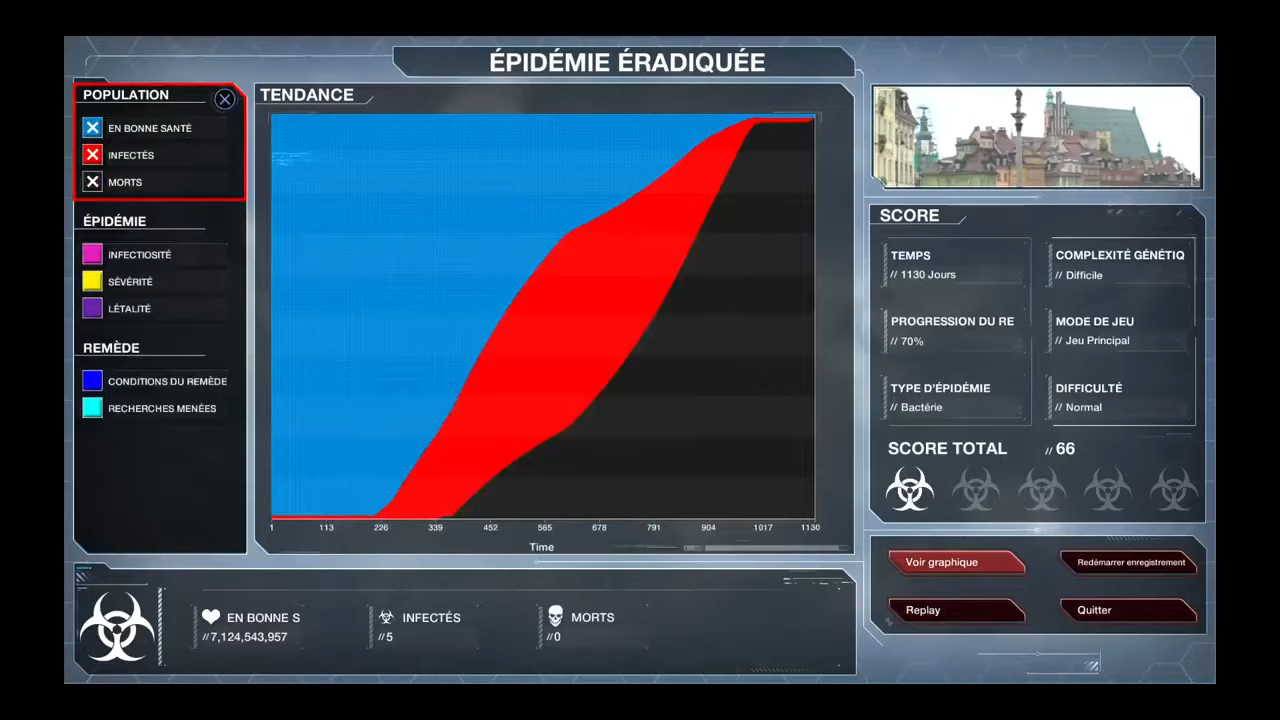 ÉPIDÉMIE ÉRADIQUÉE
POPULATION
EN BONNE SANTÉ
INFECTÉS
MORTS
ÉPIDÉMIE
INFECTIOSITÉ
SÉVÉRITÉ
LÉTALITÉ
REMÈDE
CONDITIONS DU REMÈDE
RECHERCHES MENÉES
TENDANCE
1 113 226 339 452 565 678 791 904 1017 1130
Time
SCORE
TEMPS
// 1130 Jours
COMPLEXITÉ GÉNÉTIQ
// Difficile
PROGRESSION DU RE
// 70%
MODE DE JEU
// Jeu Principal
TYPE D'ÉPIDÉMIE
// Bactérie
DIFFICULTÉ
// Normal
SCORE TOTAL // 66
Voir graphique
Redémarrer enregistrement
Replay
Quitter
EN BONNE S
//7,124,543,957
INFECTÉS
//5
MORTS
//0